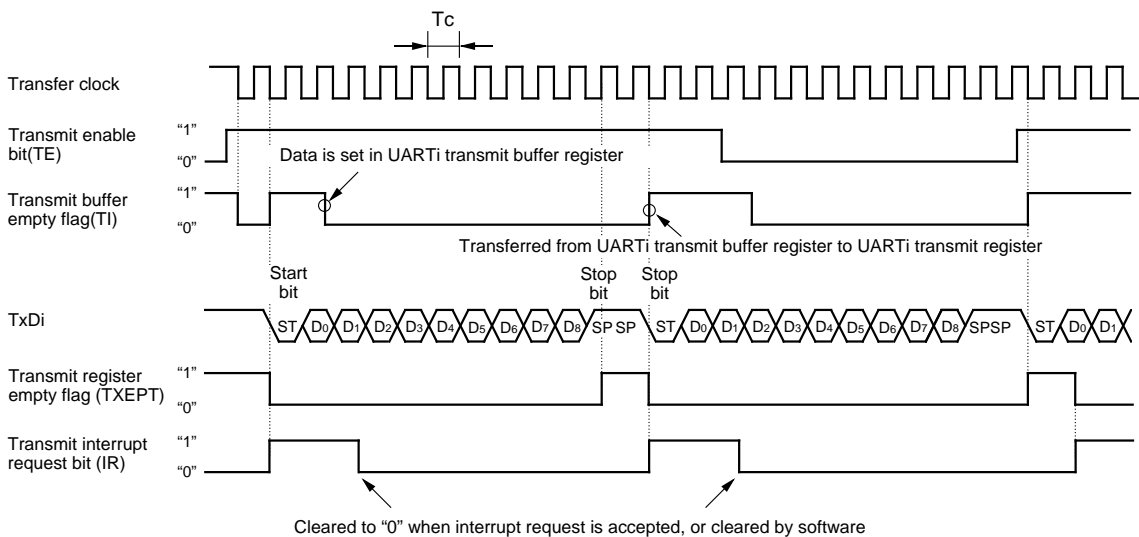 Tc
Transfer clock
Transmit enable
bit(TE)
“1”
“0”
Data is set in UARTi transmit buffer register
Transmit buffer
empty flag(TI)
“1”
“0”
Transferred from UARTi transmit buffer register to UARTi transmit register
Start
bit
Stop
bit
Stop
bit
TxDi
ST D0 D1 D2 D3 D4 D5 D6 D7 D8 SP SP ST D0 D1 D2 D3 D4 D5 D6 D7 D8 SPSP ST D0 D1
Transmit register
empty flag (TXEPT)
“1”
“0”
Transmit interrupt
request bit (IR)
“1”
“0”
Cleared to “0” when interrupt request is accepted, or cleared by software